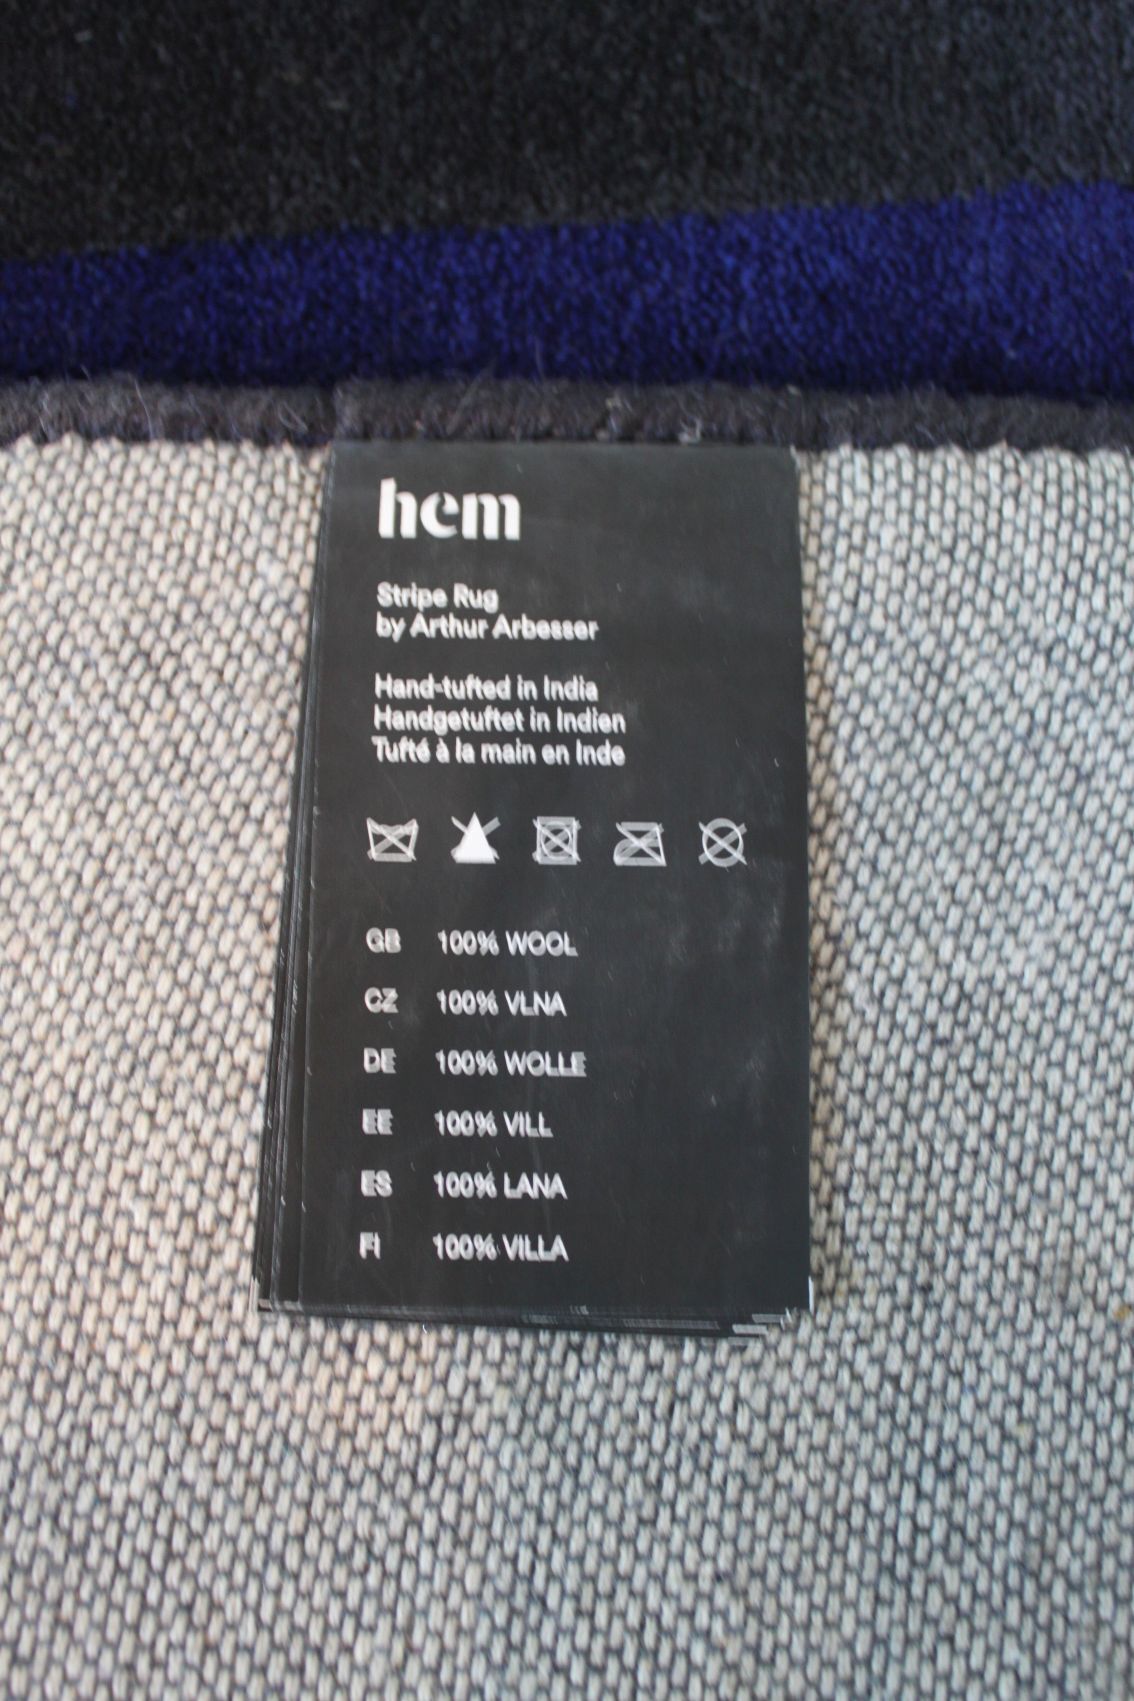 hem
Stripe Rug
by Arthur Arbesser
Hand-tufted in India
Handgetuftet in Indien
Tufté à la main en Inde
GB 100% WOOL
CZ 100% VLNA
DE 100% WOLLE
EE 100% VILL
ES 100% LANA
FI 100% VILLA